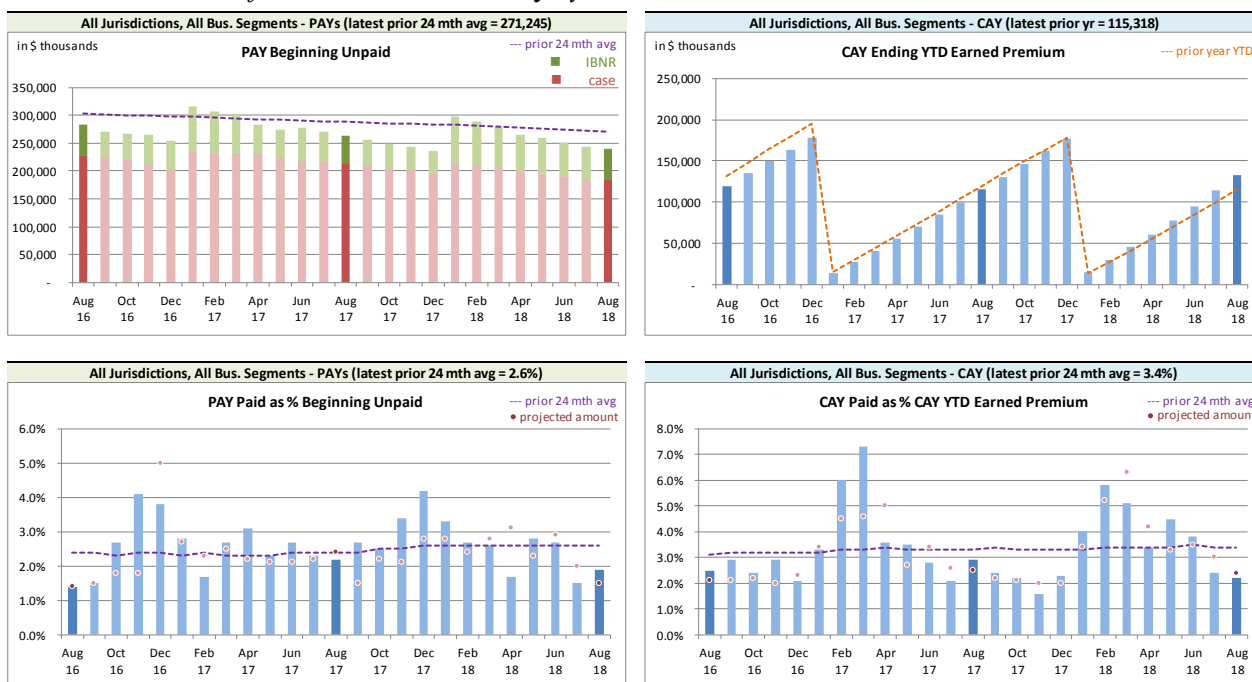 All Jurisdictions, All Bus. Segments - PAYs (latest prior 24 mth avg = 271,245)
in $ thousands
PAY Beginning Unpaid
--- prior 24 mth avg
IBNR
case
350,000
300,000
250,000
200,000
150,000
100,000
50,000
-
Aug Oct Dec Feb Apr Jun Aug Oct Dec Feb Apr Jun Aug
16 16 16 17 17 17 17 17 17 18 18 18 18
All Jurisdictions, All Bus. Segments - CAY (latest prior yr = 115,318)
in $ thousands
CAY Ending YTD Earned Premium
--- prior year YTD
250,000
200,000
150,000
100,000
50,000
-
Aug Oct Dec Feb Apr Jun Aug Oct Dec Feb Apr Jun Aug
16 16 16 17 17 17 17 17 17 18 18 18 18
All Jurisdictions, All Bus. Segments - PAYs (latest prior 24 mth avg = 2.6%)
PAY Paid as % Beginning Unpaid
--- prior 24 mth avg
projected amount
6.0%
5.0%
4.0%
3.0%
2.0%
1.0%
0.0%
Aug Oct Dec Feb Apr Jun Aug Oct Dec Feb Apr Jun Aug
16 16 16 17 17 17 17 17 17 18 18 18 18
All Jurisdictions, All Bus. Segments - CAY (latest prior 24 mth avg = 3.4%)
CAY Paid as % CAY YTD Earned Premium
--- prior 24 mth avg
projected amount
8.0%
7.0%
6.0%
5.0%
4.0%
3.0%
2.0%
1.0%
0.0%
Aug Oct Dec Feb Apr Jun Aug Oct Dec Feb Apr Jun Aug
16 16 16 17 17 17 17 17 17 18 18 18 18